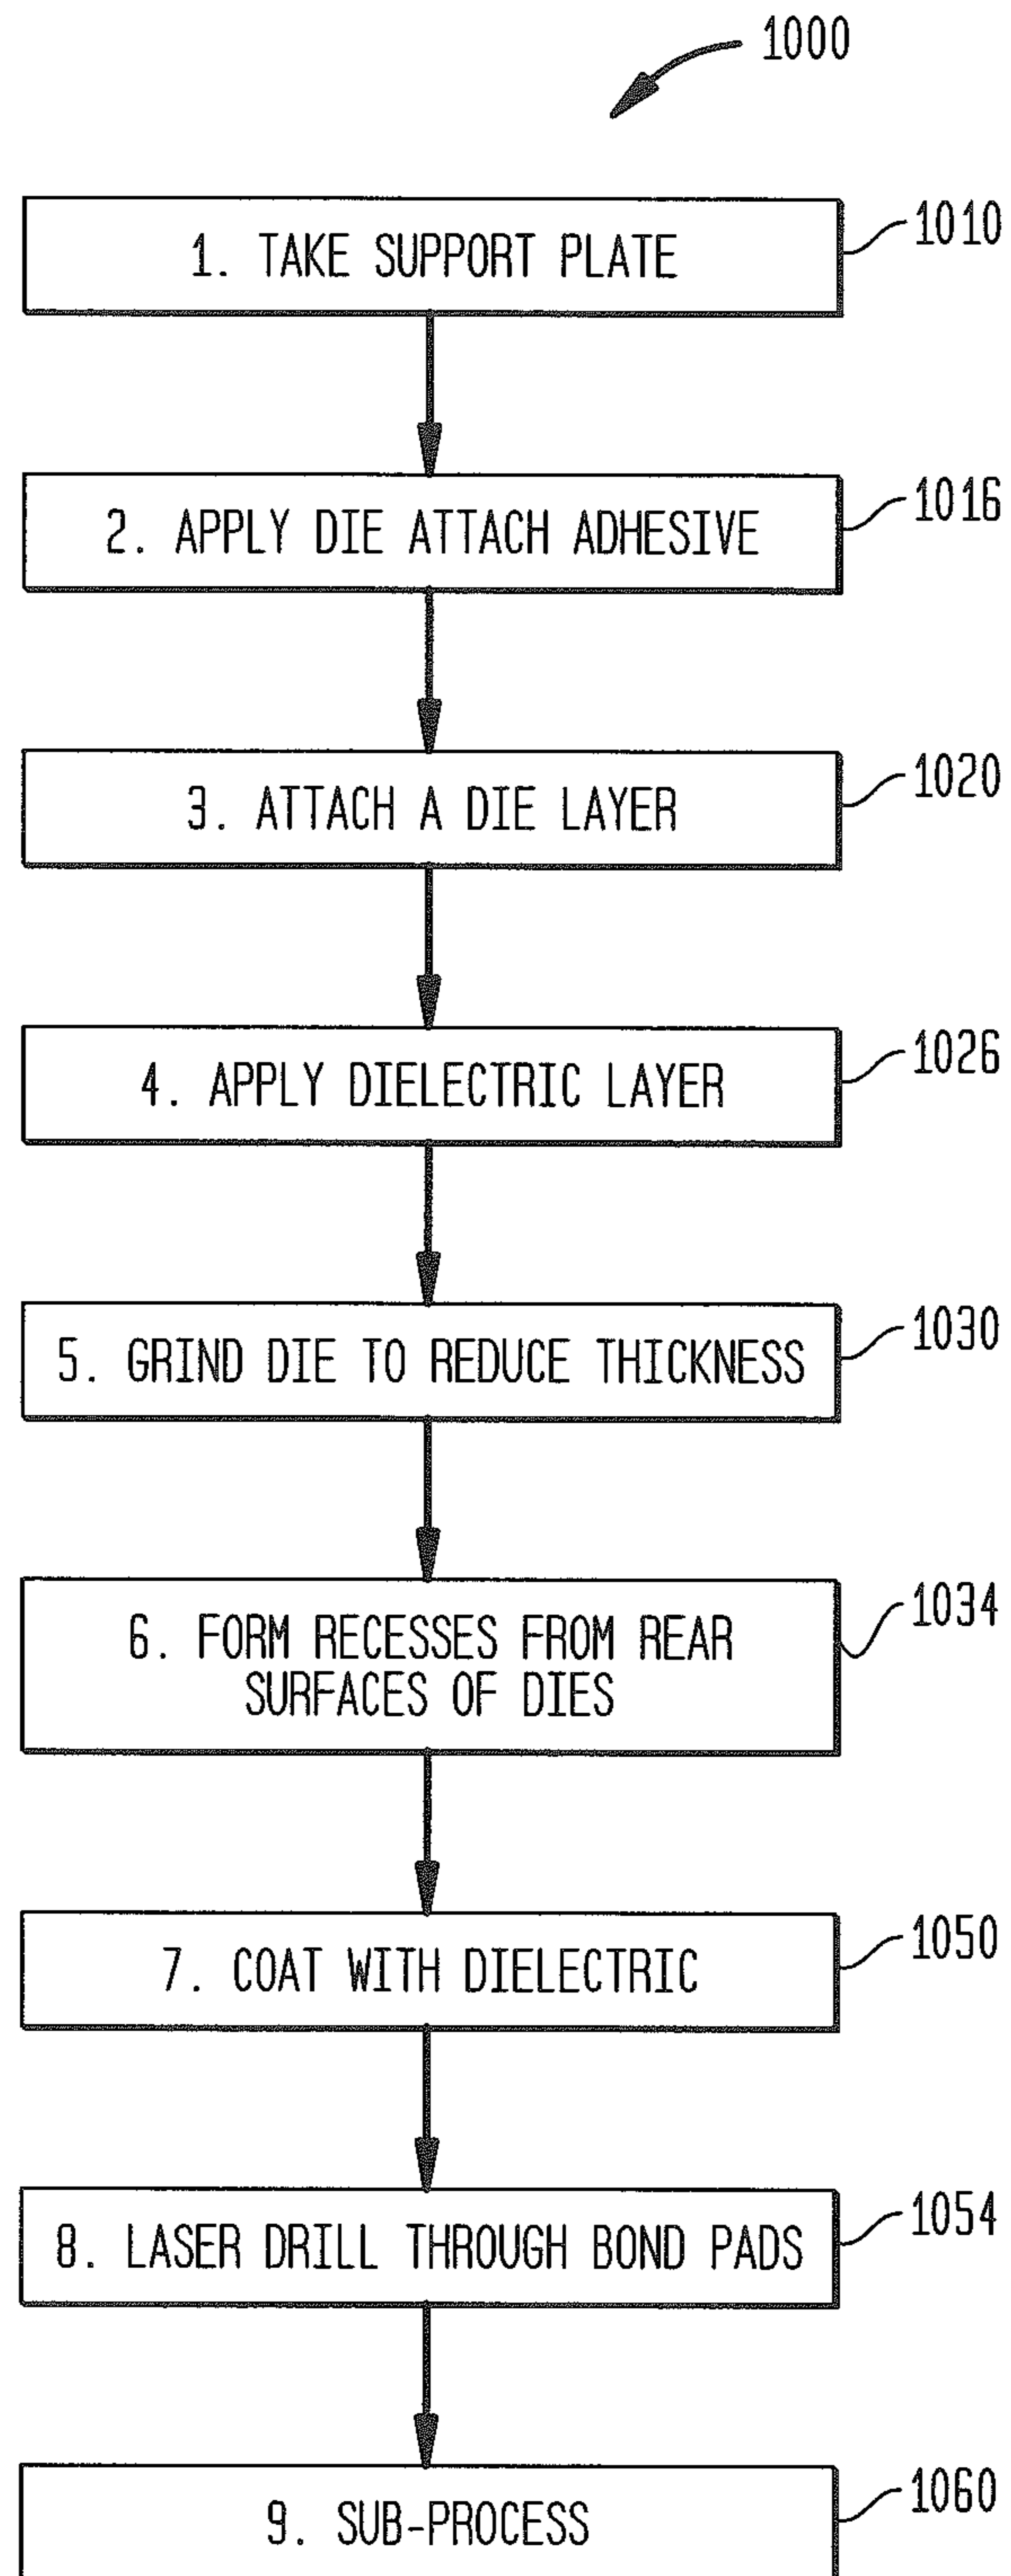 1000
1. TAKE SUPPORT PLATE
1010
2. APPLY DIE ATTACH ADHESIVE
1016
3. ATTACH A DIE LAYER
1020
4. APPLY DIELECTRIC LAYER
1026
5. GRIND DIE TO REDUCE THICKNESS
1030
6. FORM RECESSES FROM REAR
SURFACES OF DIES
1034
7. COAT WITH DIELECTRIC
1050
8. LASER DRILL THROUGH BOND PADS
1054
9. SUB-PROCESS
1060